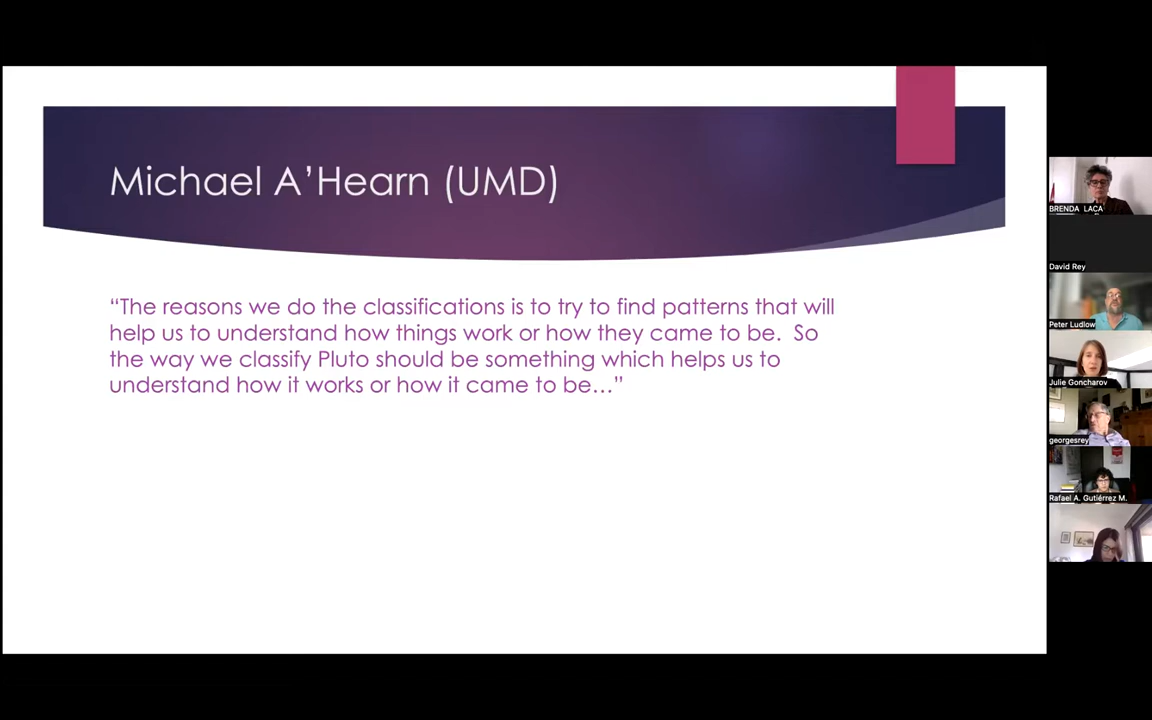 Michael A’Hearn (UMD)
“The reasons we do the classifications is to try to find patterns that will
help us to understand how things work or how they came to be.  So
the way we classify Pluto should be something which helps us to
understand how it works or how it came to be…”
BRENDA LACA
David Rey
Peter Ludlow
Julie Goncharov
georgesrey
Rafael A. Gutiérrez M.